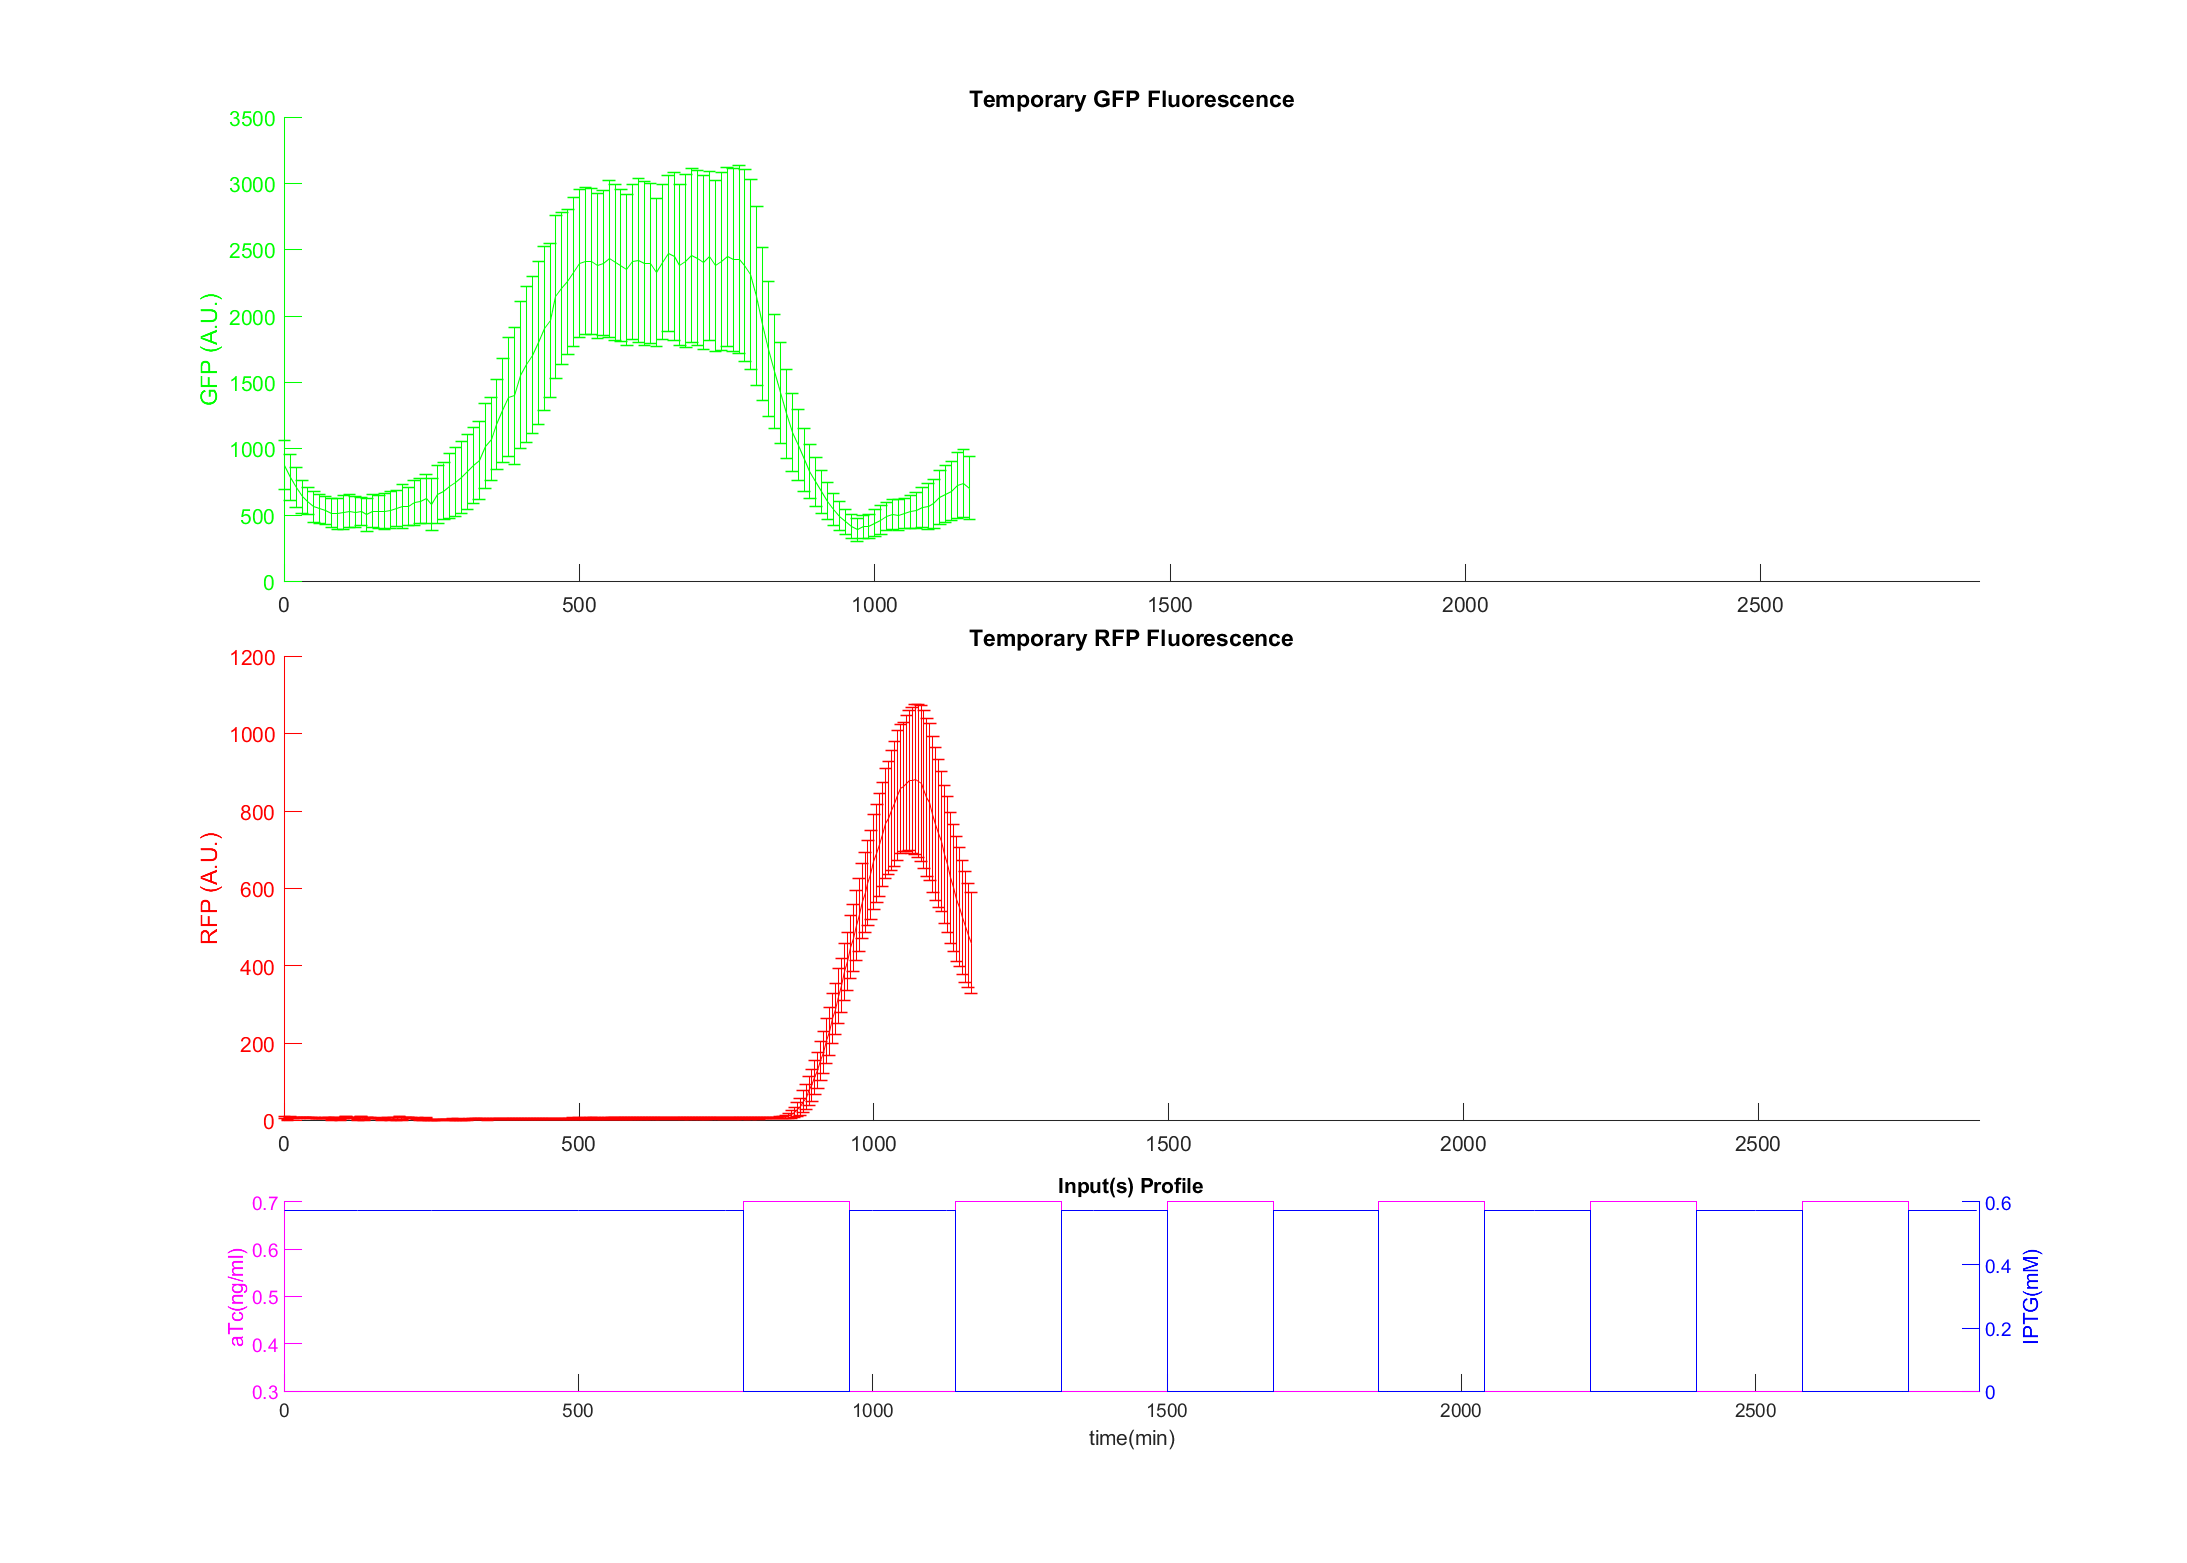 Temporary GFP Fluorescence
3500
3000
2500
2000
1500
1000
500
0
GFP (A.U.)
0 500 1000 1500 2000 2500
Temporary RFP Fluorescence
1200
1000
800
600
400
200
0
RFP (A.U.)
0 500 1000 1500 2000 2500
Input(s) Profile
0.7
0.6
0.5
0.4
0.3
aTc(ng/ml)
0.6
0.4
0.2
0
IPTG(mM)
0 500 1000 1500 2000 2500
time(min)